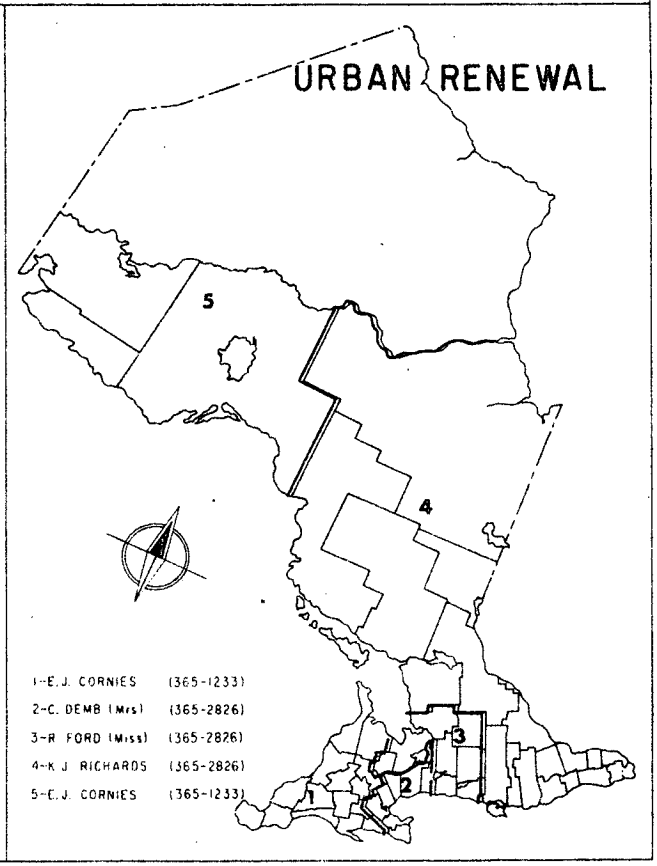 URBAN RENEWAL
5
4
3
2
1
1-E.J. CORNIES (365-1233)
2-C. DEMB (Mrs) (365-2826)
3-R FORD (Miss) (365-2826)
4-K J RICHARDS (365-2826)
5-E.J. CORNIES (365-1233)